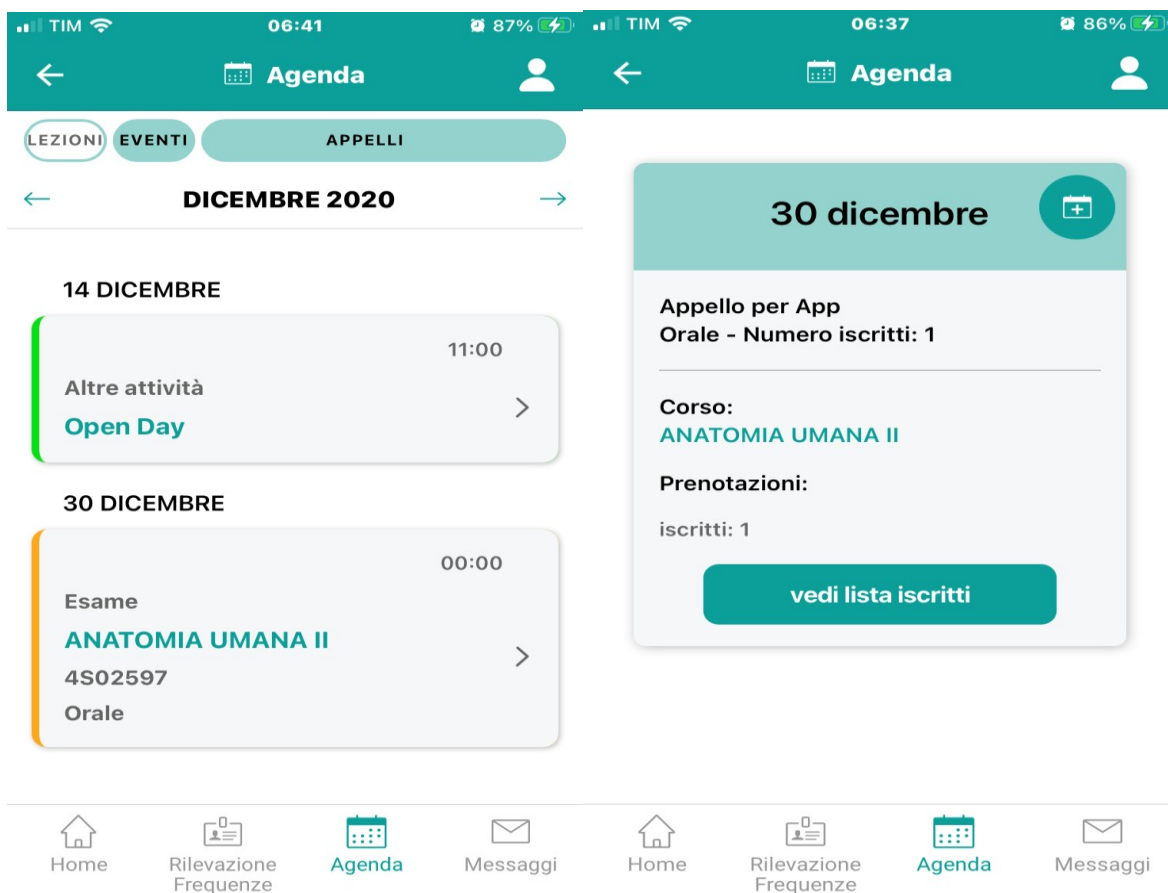 TIM 06:41 87%
Agenda
LEZIONI EVENTI APPELLI
DICEMBRE 2020
14 DICEMBRE
11:00
Altre attività
Open Day
30 DICEMBRE
00:00
Esame
ANATOMIA UMANA II
4S02597
Orale
Home Rilevazione Frequenze Agenda Messaggi
TIM 06:37 86%
Agenda
30 dicembre
Appello per App
Orale - Numero iscritti: 1
Corso:
ANATOMIA UMANA II
Prenotazioni:
iscritti: 1
vedi lista iscritti
Home Rilevazione Frequenze Agenda Messaggi